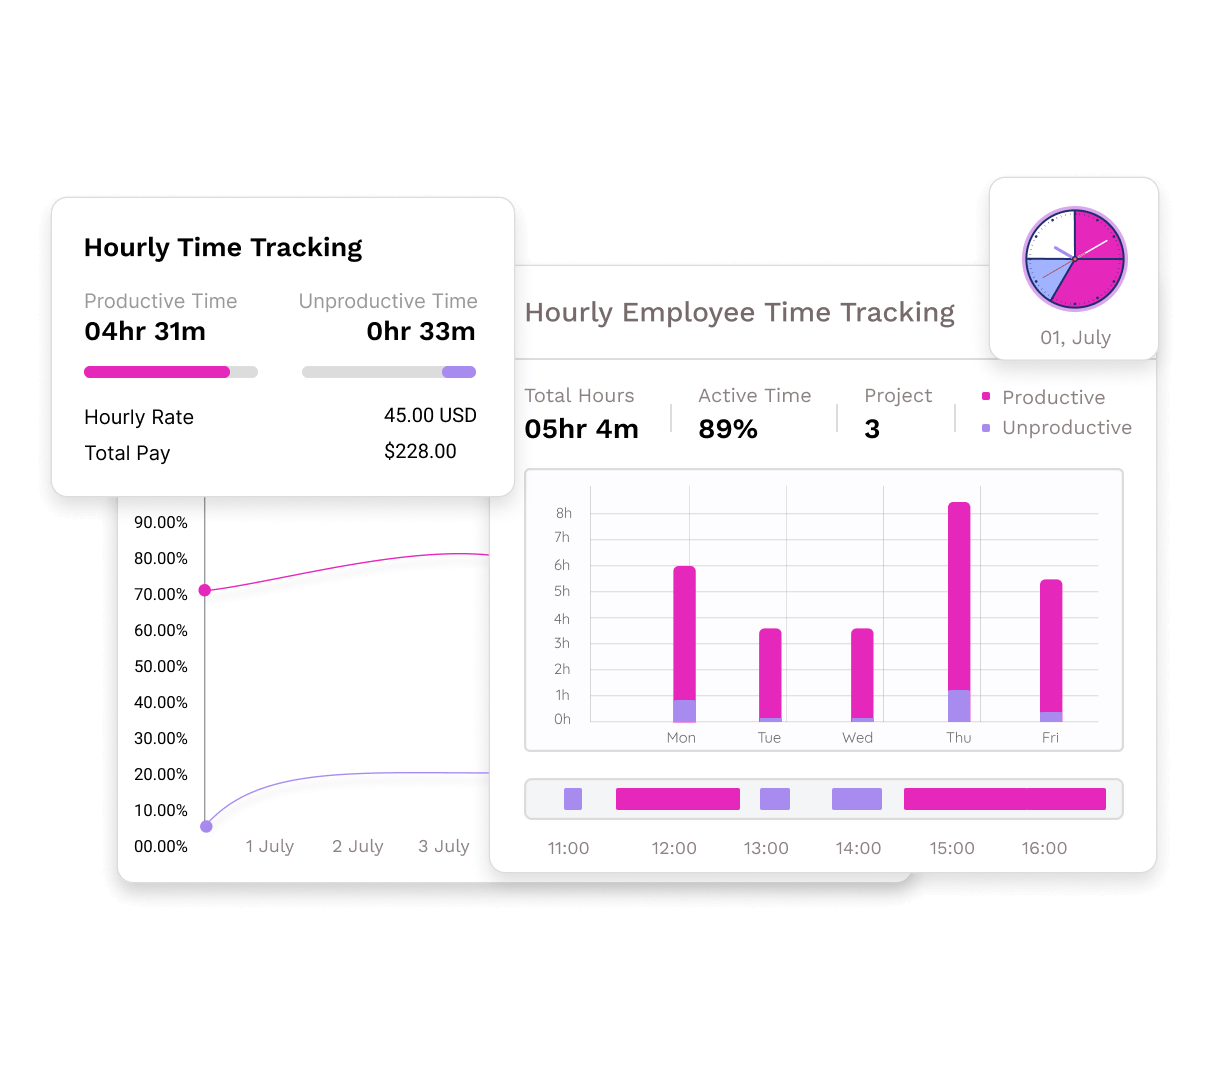 Hourly Time Tracking
Productive Time Unproductive Time
04hr 31m 0hr 33m
Hourly Rate 45.00 USD
Total Pay $228.00
01, July
Hourly Employee Time Tracking
Total Hours Active Time Project
05hr 4m 89% 3
Productive
Unproductive
8h
7h
6h
5h
4h
3h
2h
1h
0h
Mon Tue Wed Thu Fri
11:00 12:00 13:00 14:00 15:00 16:00
90.00%
80.00%
70.00%
60.00%
50.00%
40.00%
30.00%
20.00%
10.00%
00.00%
1 July 2 July 3 July